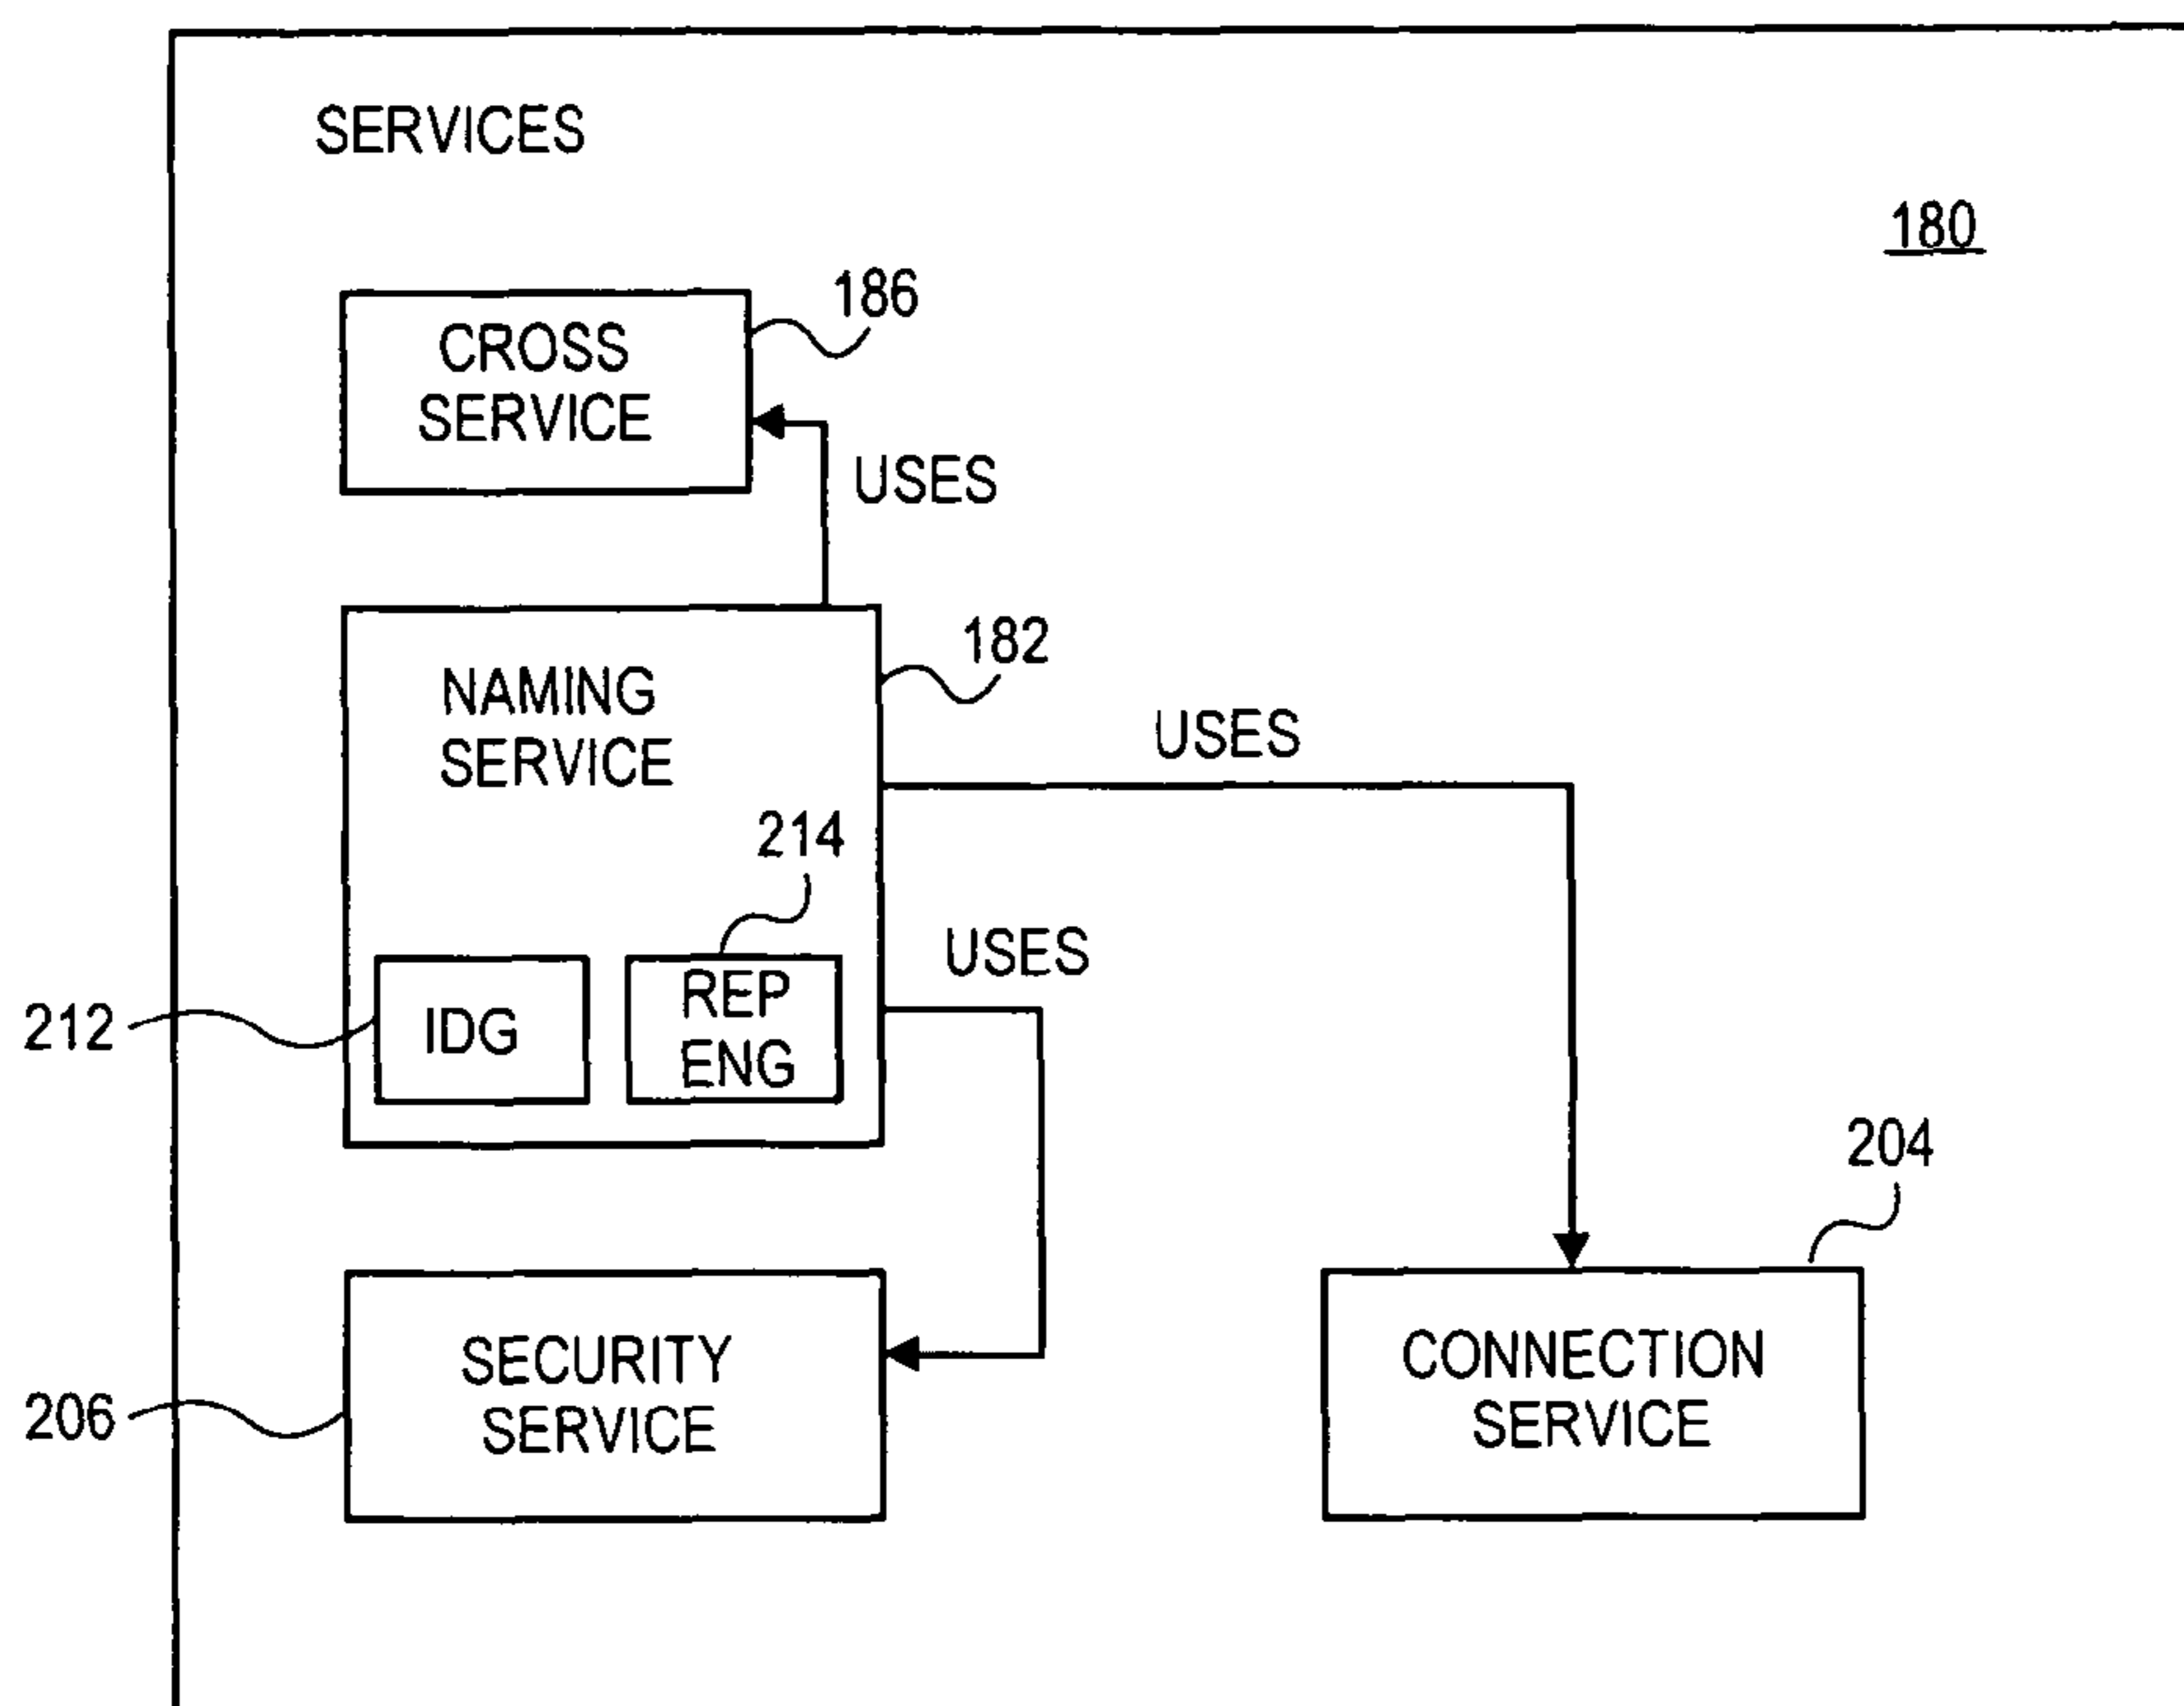 SERVICES
180
186
CROSS
SERVICE
USES
182
NAMING
SERVICE
USES
214
USES
212
IDG
REP
ENG
204
206
SECURITY
SERVICE
CONNECTION
SERVICE